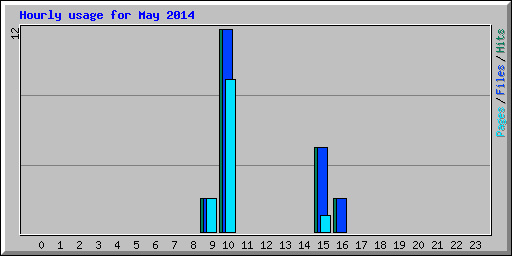 Hourly usage for May 2014
12
Pages / Files / Hits
0 1 2 3 4 5 6 7 8 9 10 11 12 13 14 15 16 17 18 19 20 21 22 23